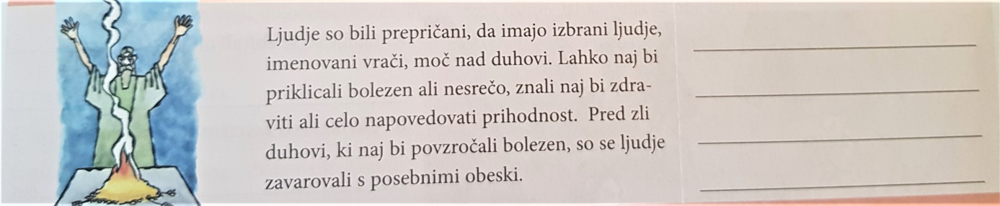 Ljudje so bili prepričani, da imajo izbrani ljudje,
imenovani vrači, moč nad duhovi. Lahko naj bi
priklicali bolezen ali nesrečo, znali naj bi zdra-
viti ali celo napovedovati prihodnost. Pred zli
duhovi, ki naj bi povzročali bolezen, so se ljudje
zavarovali s posebnimi obeski.